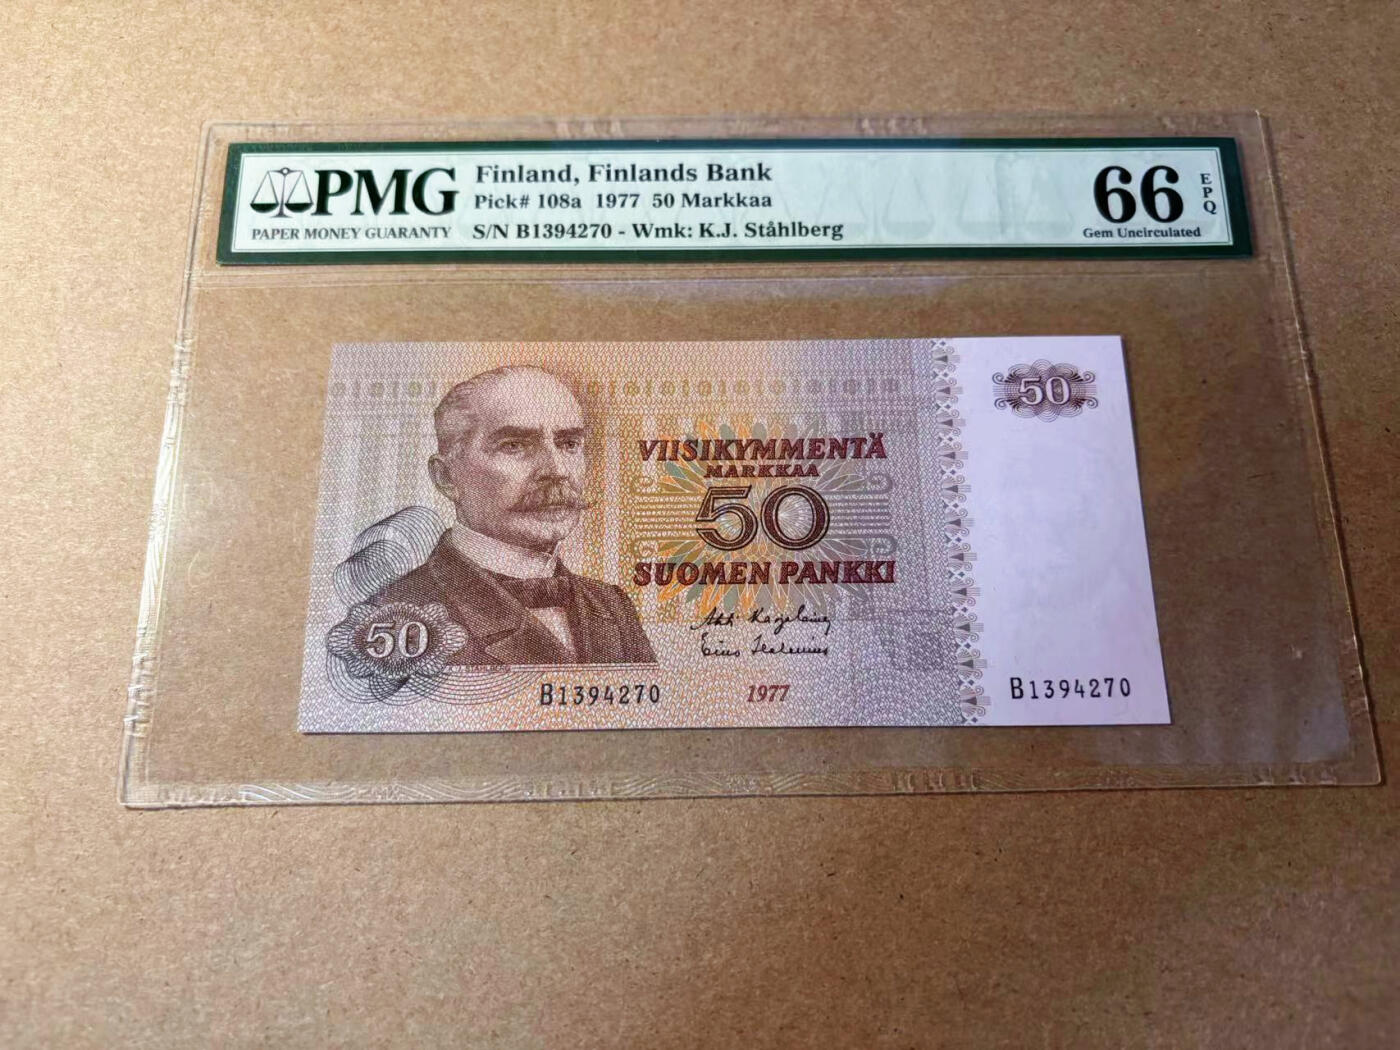 PMG
PAPER MONEY GUARANTY
Finland, Finlands Bank
Pick# 108a 1977 50 Markkaa
S/N B1394270 - Wmk: K.J. Ståhlberg
66
EPQ
Gem Uncirculated
50
VIISIKYMMENTÄ
MARKKAA
50
SUOMEN PANKKI
50
B1394270
1977
B1394270